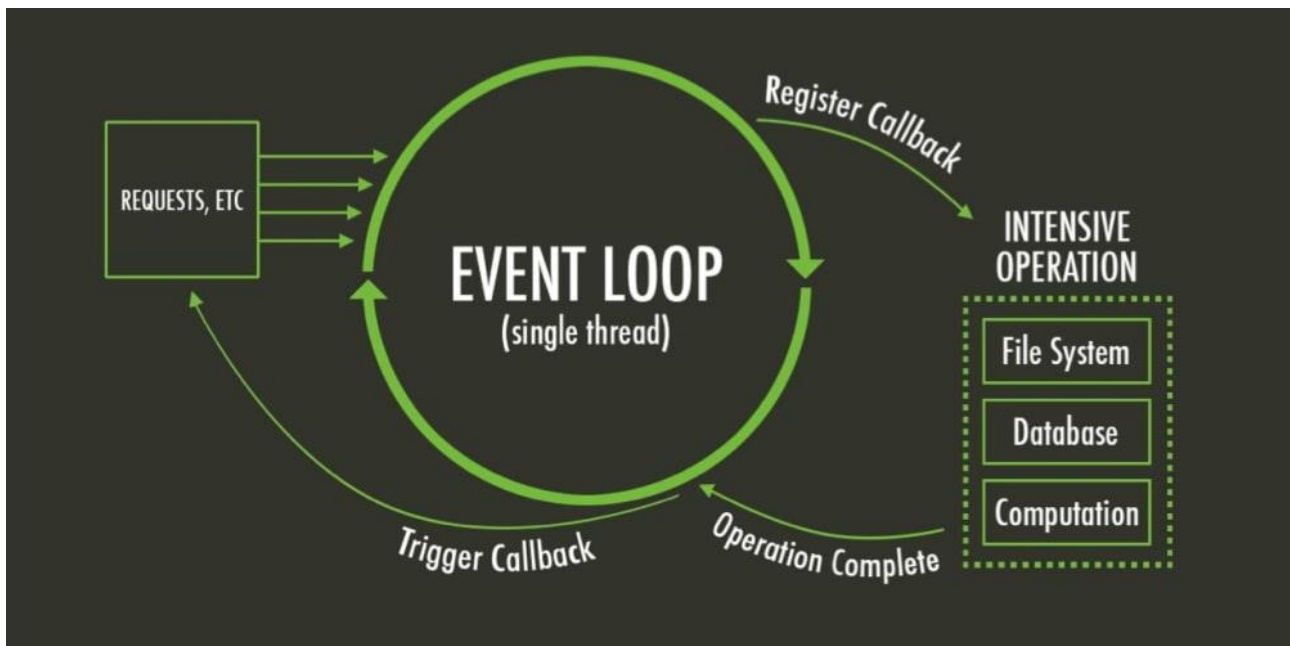 REQUESTS, ETC
EVENT LOOP
(single thread)
Register Callback
INTENSIVE
OPERATION
File System
Database
Computation
Operation Complete
Trigger Callback